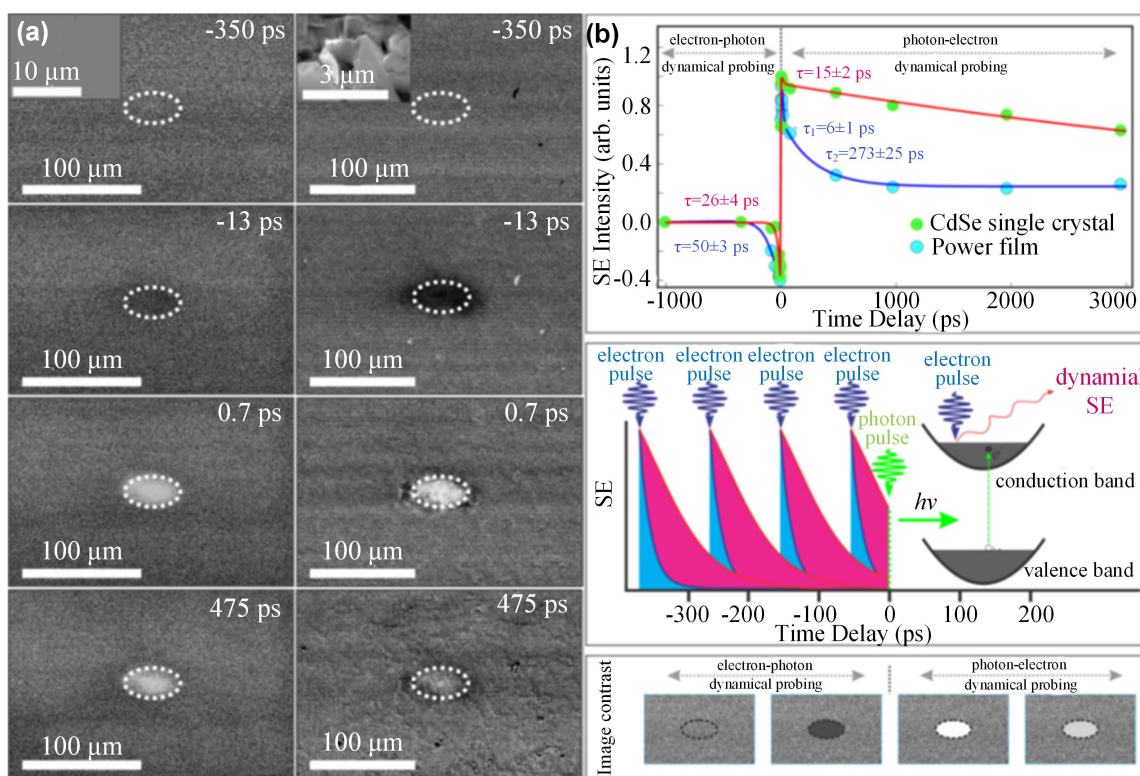 (a)
-350 ps
10 μm
100 μm
-350 ps
3 μm
100 μm
-13 ps
100 μm
-13 ps
100 μm
0.7 ps
100 μm
0.7 ps
100 μm
475 ps
100 μm
475 ps
100 μm
(b)
electron-photon
dynamical probing
photon-electron
dynamical probing
SE Intensity (arb. units)
1.2
0.8
0.4
0.0
-0.4
τ=15±2 ps
τ₁=6±1 ps
τ₂=273±25 ps
τ=26±4 ps
τ=50±3 ps
CdSe single crystal
Power film
-1000
0
1000
2000
3000
Time Delay (ps)
electron
pulse
electron
pulse
electron
pulse
electron
pulse
photon
pulse
electron
pulse
dynamial
SE
conduction band
hν
valence band
SE
-300
-200
-100
0
100
200
Time Delay (ps)
electron-photon
dynamical probing
photon-electron
dynamical probing
Image contrast